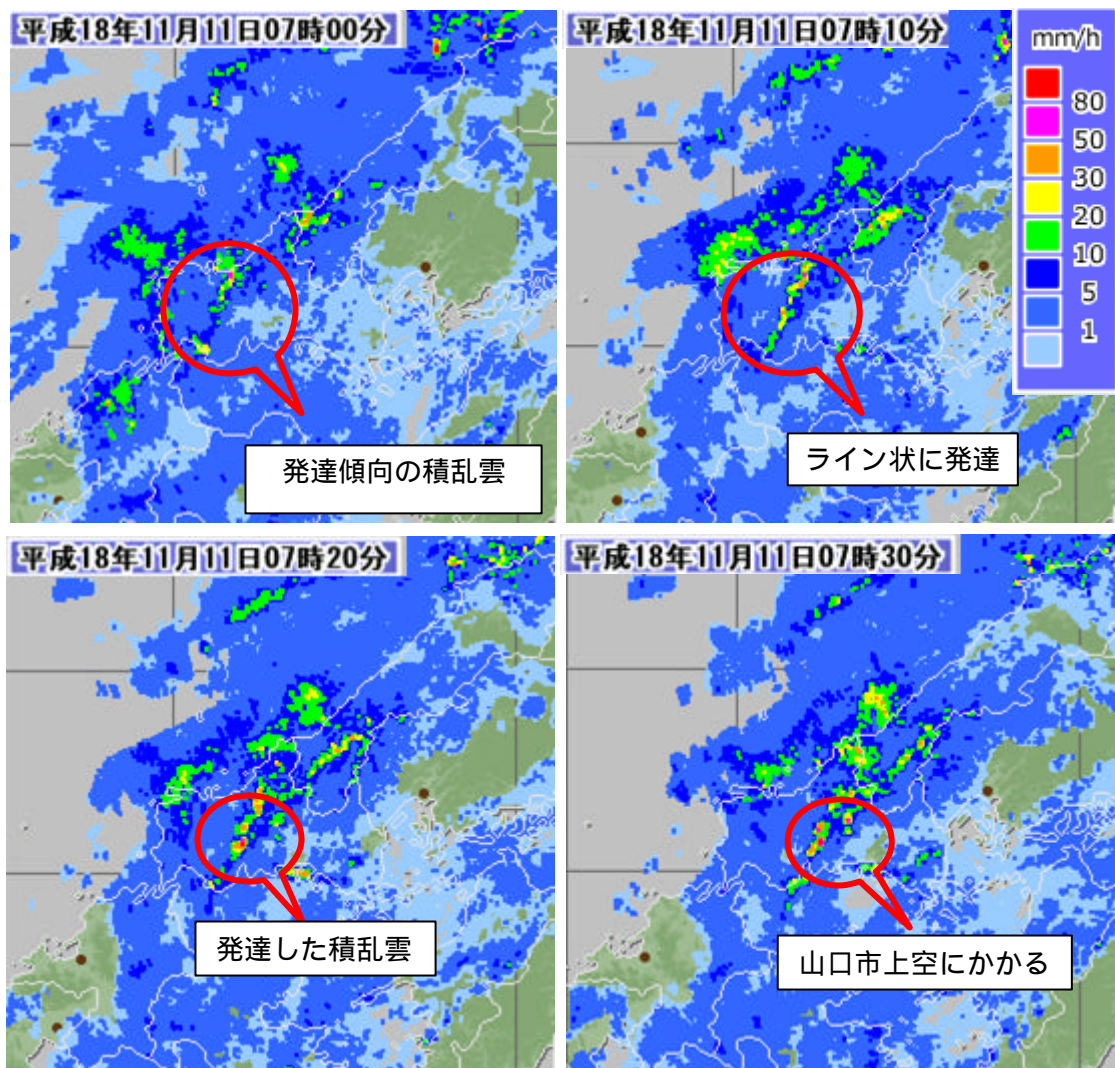 平成18年11月11日07時00分
平成18年11月11日07時10分
mm/h
80
50
30
20
10
5
1
発達傾向の積乱雲
ライン状に発達
平成18年11月11日07時20分
平成18年11月11日07時30分
発達した積乱雲
山口市上空にかかる